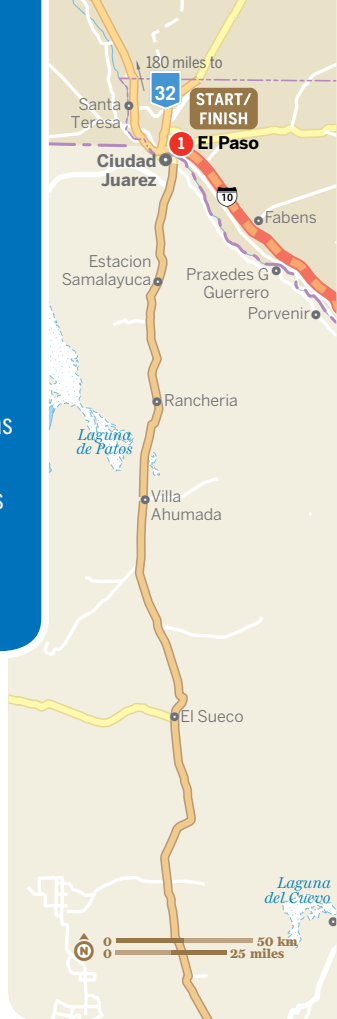 180 miles to
32
START/
FINISH
Santa
Teresa
1 El Paso
Ciudad
Juarez
10
Fabens
Estacion
Samalayuca
Praxedes G
Guerrero
Porvenir
Rancheria
Laguna
de Patos
Villa
Ahumada
El Sueco
Laguna
del Cuevo
N
0 50 km
0 25 miles